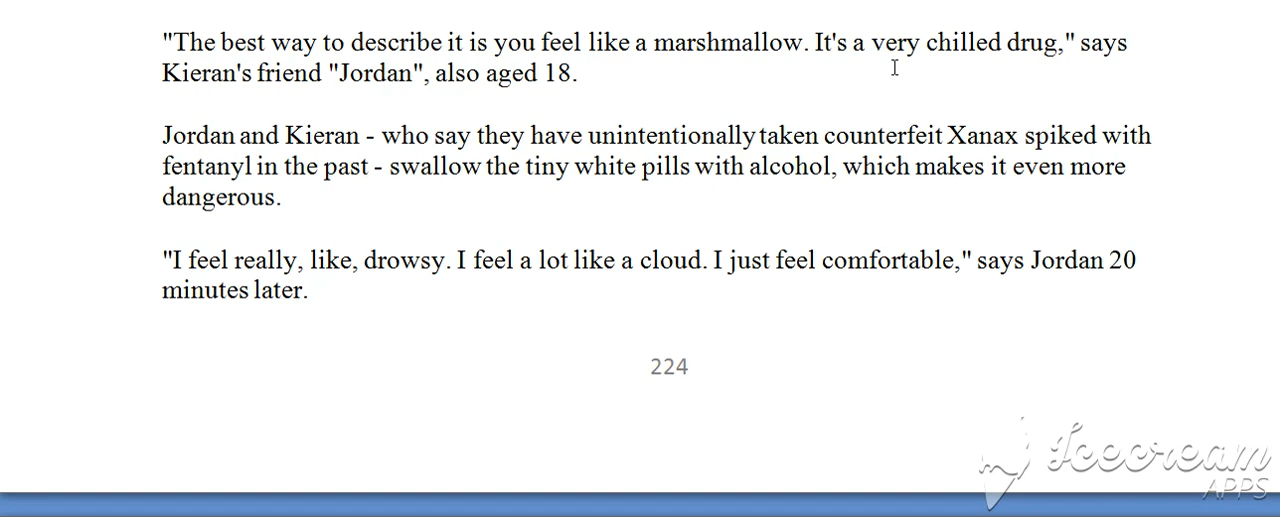 "The best way to describe it is you feel like a marshmallow. It's a very chilled drug," says
Kieran's friend "Jordan", also aged 18.
Jordan and Kieran - who say they have unintentionally taken counterfeit Xanax spiked with
fentanyl in the past - swallow the tiny white pills with alcohol, which makes it even more
dangerous.
"I feel really, like, drowsy. I feel a lot like a cloud. I just feel comfortable," says Jordan 20
minutes later.
224
Icecream
APPS